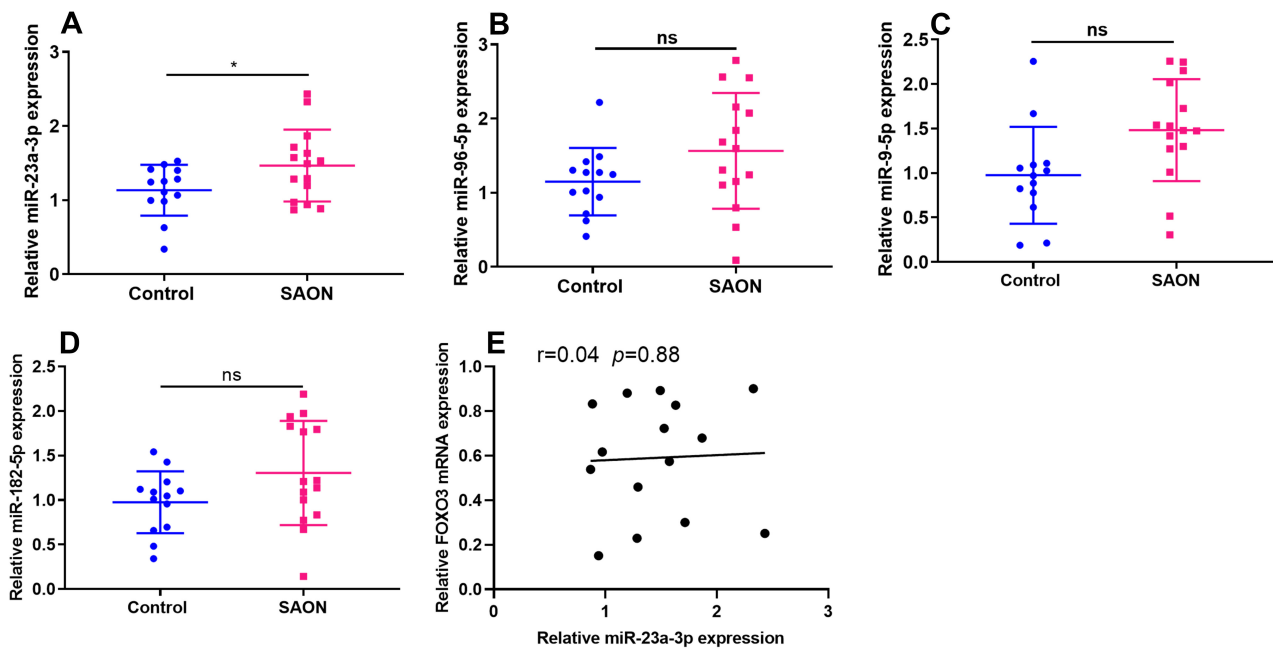 A
Relative miR-23a-3p expression
3
2
1
0
*
Control
SAON
B
Relative miR-96-5p expression
3
2
1
0
ns
Control
SAON
C
Relative miR-9-5p expression
2.5
2.0
1.5
1.0
0.5
0.0
ns
Control
SAON
D
Relative miR-182-5p expression
2.5
2.0
1.5
1.0
0.5
0.0
ns
Control
SAON
E
r=0.04 p=0.88
Relative FOXO3 mRNA expression
1.0
0.8
0.6
0.4
0.2
0.0
0 1 2 3
Relative miR-23a-3p expression